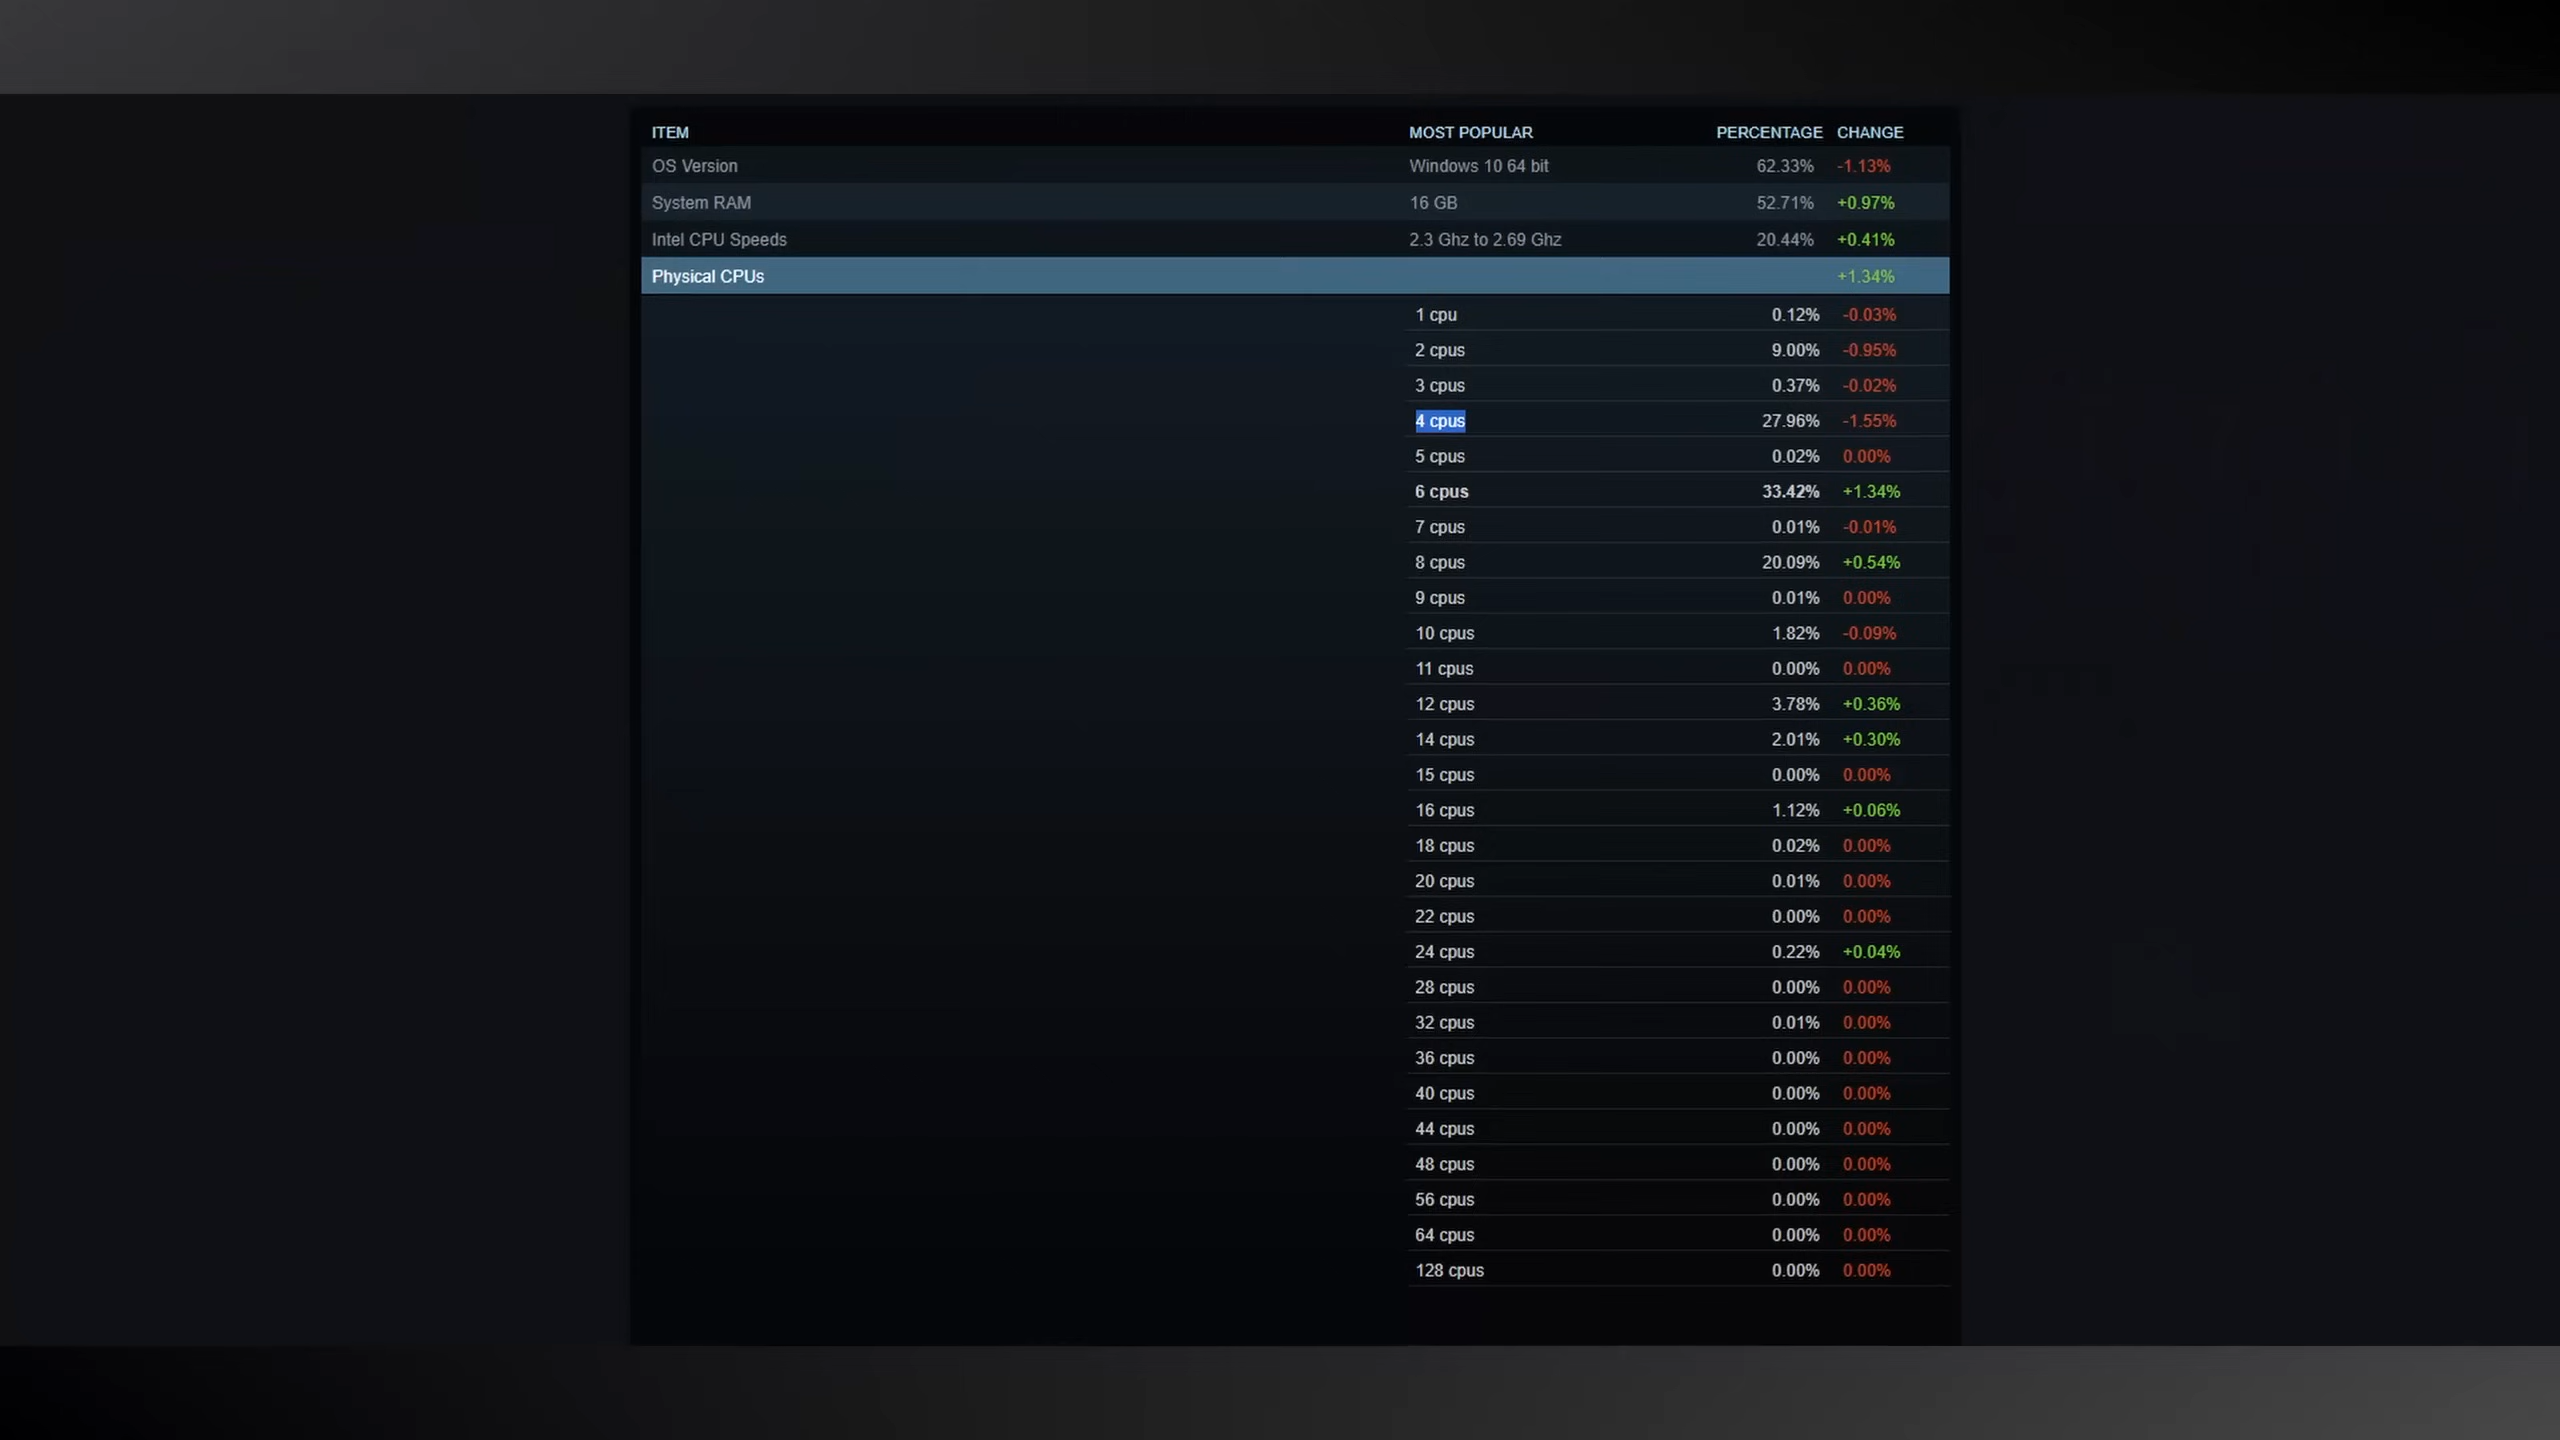 ITEM MOST POPULAR PERCENTAGE CHANGE
OS Version Windows 10 64 bit 62.33% -1.13%
System RAM 16 GB 52.71% +0.97%
Intel CPU Speeds 2.3 Ghz to 2.69 Ghz 20.44% +0.41%
Physical CPUs +1.34%
1 cpu 0.12% -0.03%
2 cpus 9.00% -0.95%
3 cpus 0.37% -0.02%
4 cpus 27.96% -1.55%
5 cpus 0.02% 0.00%
6 cpus 33.42% +1.34%
7 cpus 0.01% -0.01%
8 cpus 20.09% +0.54%
9 cpus 0.01% 0.00%
10 cpus 1.82% -0.09%
11 cpus 0.00% 0.00%
12 cpus 3.78% +0.36%
14 cpus 2.01% +0.30%
15 cpus 0.00% 0.00%
16 cpus 1.12% +0.06%
18 cpus 0.02% 0.00%
20 cpus 0.01% 0.00%
22 cpus 0.00% 0.00%
24 cpus 0.22% +0.04%
28 cpus 0.00% 0.00%
32 cpus 0.01% 0.00%
36 cpus 0.00% 0.00%
40 cpus 0.00% 0.00%
44 cpus 0.00% 0.00%
48 cpus 0.00% 0.00%
56 cpus 0.00% 0.00%
64 cpus 0.00% 0.00%
128 cpus 0.00% 0.00%